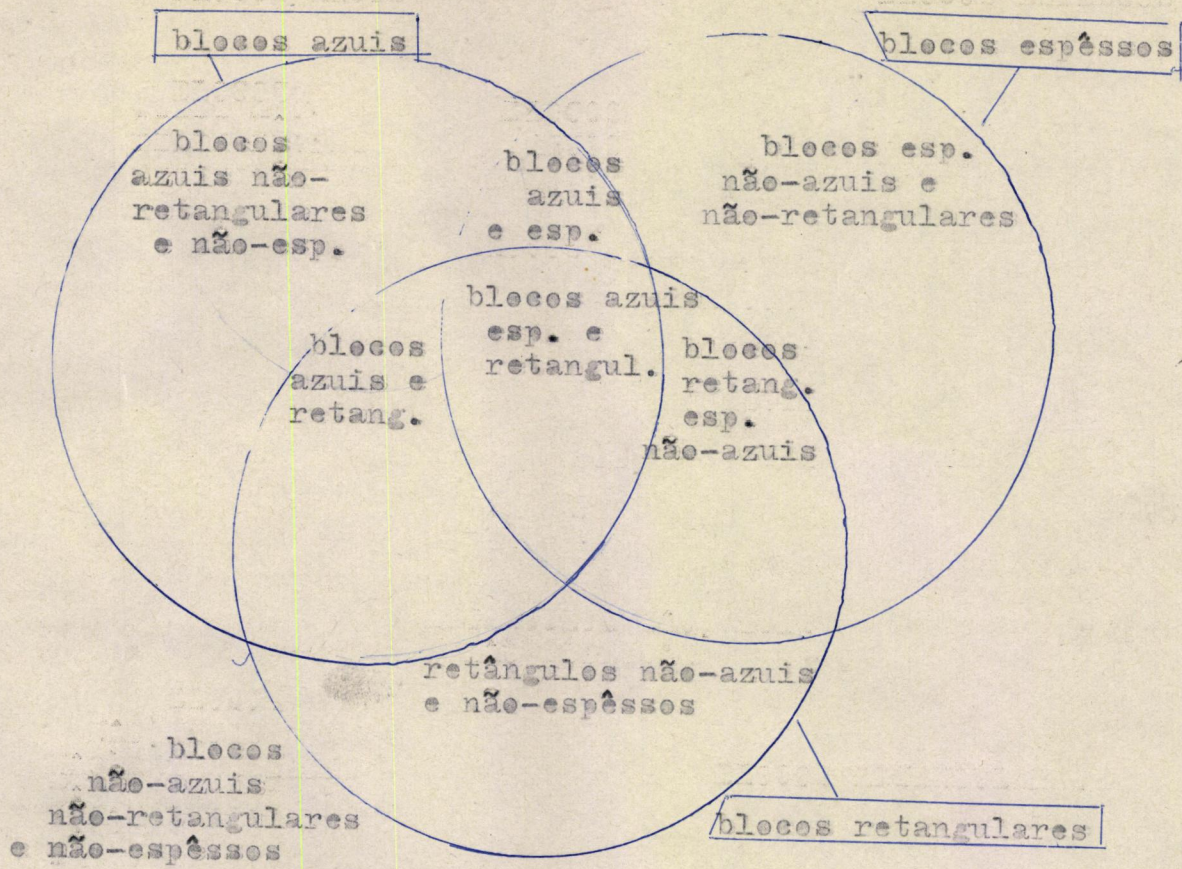 blocos azuis
blocos espêssos
blocos
azuis não-
retangulares
e não-esp.
blocos
azuis
e esp.
blocos esp.
não-azuis e
não-retangulares
blocos azuis
esp. e
retangul.
blocos
azuis e
retang.
blocos
retang.
esp.
não-azuis
retângulos não-azuis
e não-espêssos
blocos
não-azuis
não-retangulares
e não-espêssos
blocos retangulares